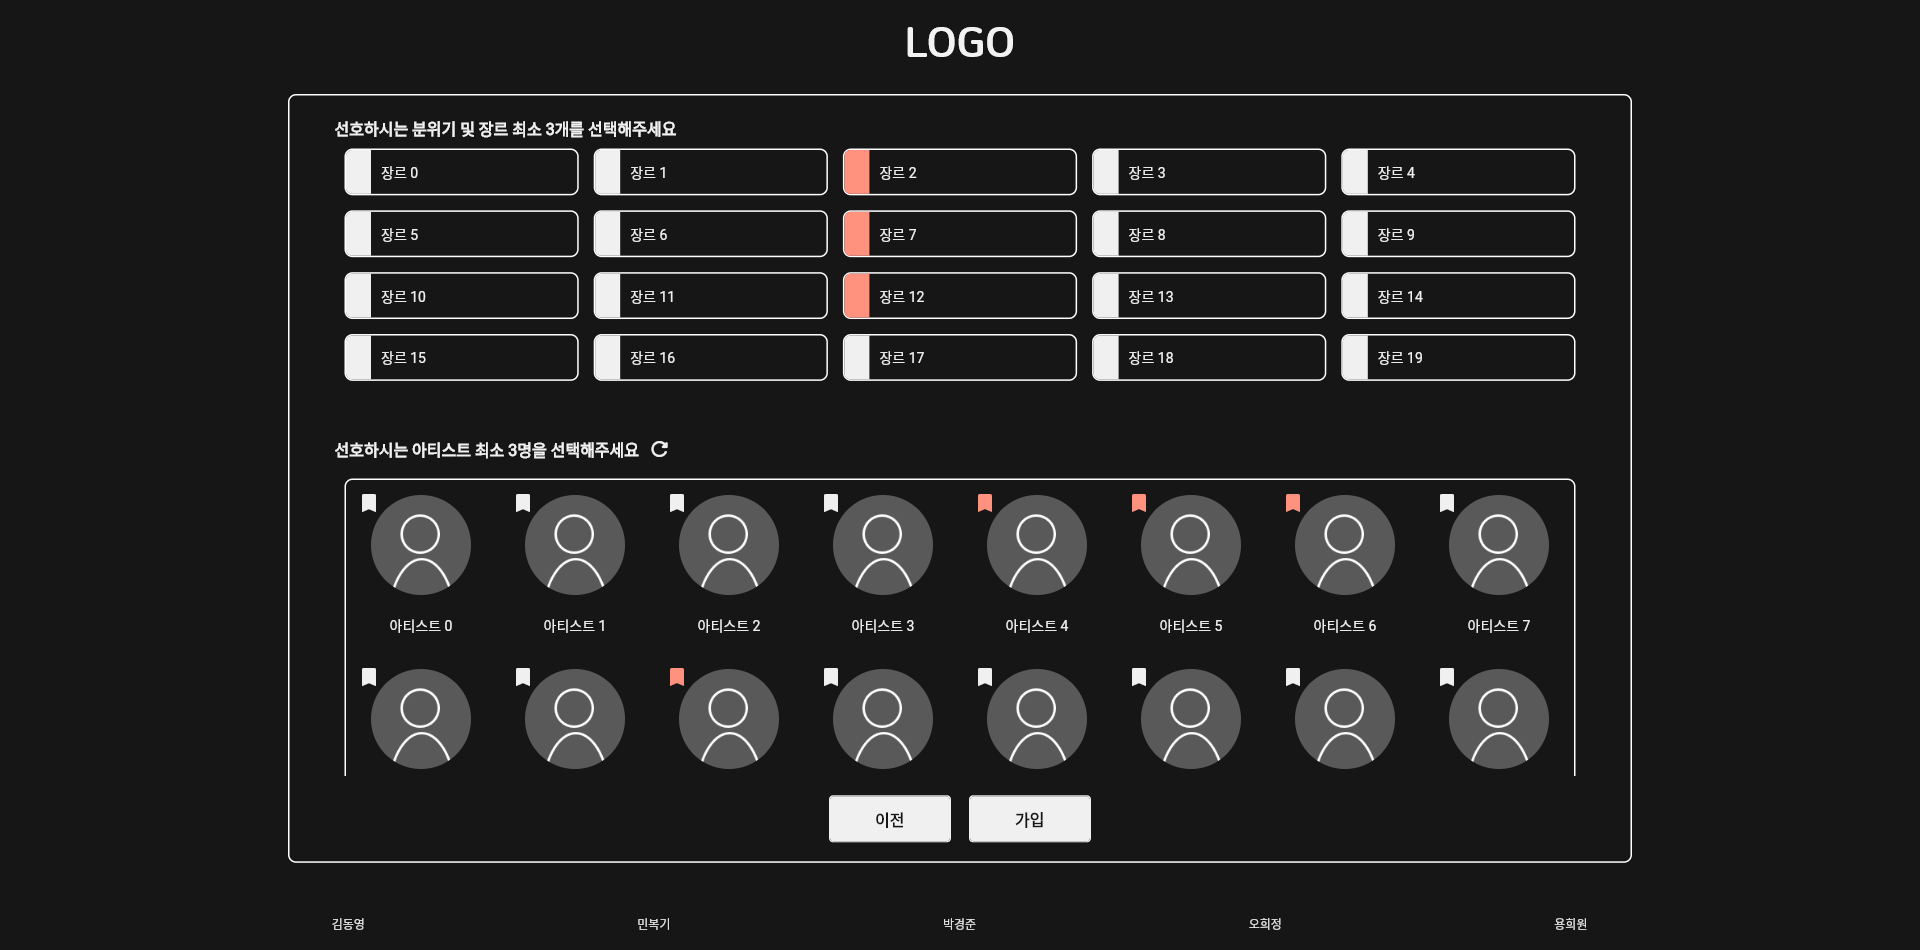 LOGO
선호하시는 분위기 및 장르 최소 3개를 선택해주세요
장르 0 장르 1 장르 2 장르 3 장르 4
장르 5 장르 6 장르 7 장르 8 장르 9
장르 10 장르 11 장르 12 장르 13 장르 14
장르 15 장르 16 장르 17 장르 18 장르 19
선호하시는 아티스트 최소 3명을 선택해주세요
아티스트 0 아티스트 1 아티스트 2 아티스트 3 아티스트 4 아티스트 5 아티스트 6 아티스트 7
이전 가입
김동영 민복기 박경준 오희정 용희원